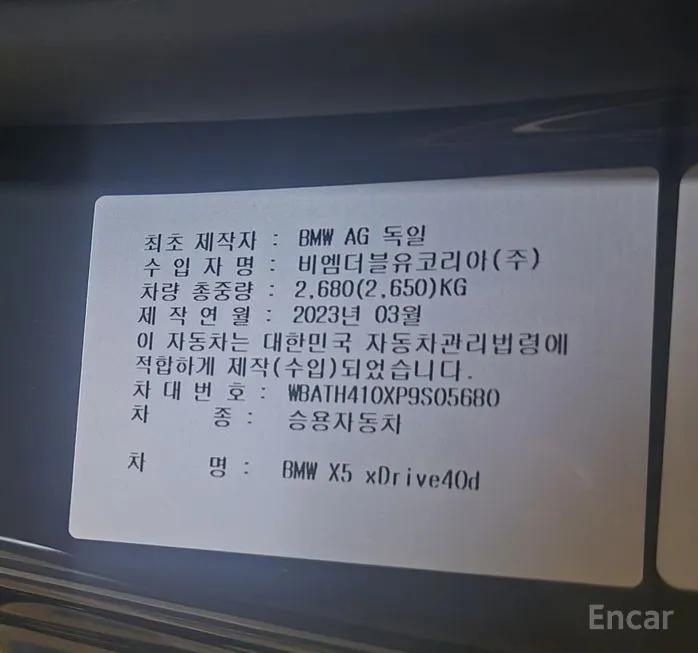 최초 제작자 : BMW AG 독일
수 입 자 명 : 비엠더블유코리아(주)
차량 총중량 : 2,680(2,650)KG
제 작 연 월 : 2023년 03월
이 자동차는 대한민국 자동차관리법령에
적합하게 제작(수입)되었습니다.
차 대 번 호 : WBATH410XP9S05680
차 종 : 승용자동차
차 명 : BMW X5 xDrive40d
Encar